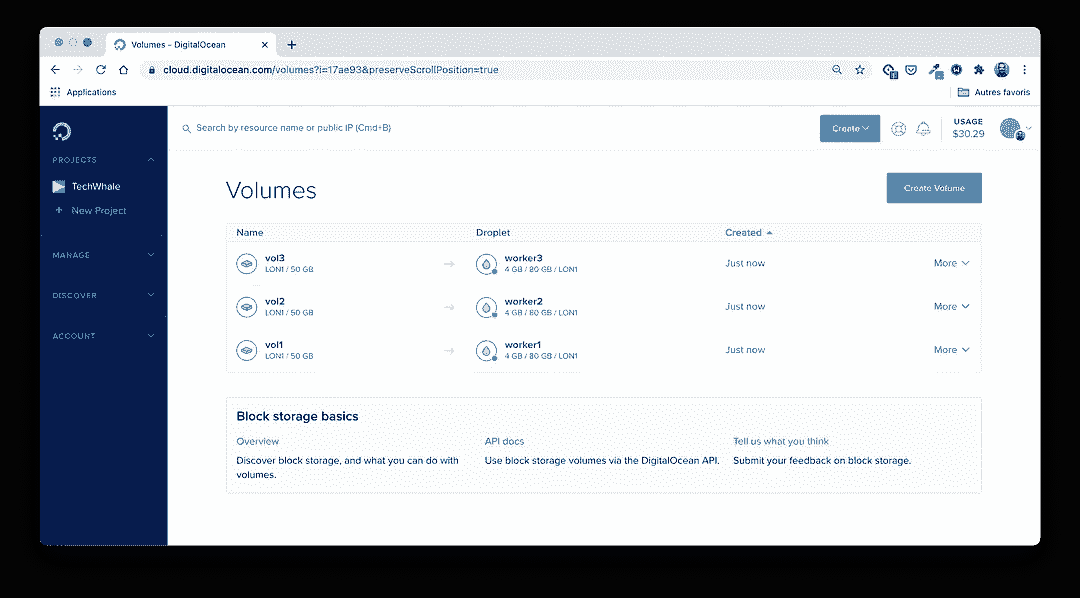 Volumes - DigitalOcean
cloud.digitalocean.com/volumes?i=17ae93&preserveScrollPosition=true
Applications
Autres favoris
Search by resource name or public IP (Cmd+B)
Create
USAGE
$30.29
PROJECTS
TechWhale
+ New Project
MANAGE
DISCOVER
ACCOUNT
Volumes
Create Volume
Name Droplet Created
vol3 worker3 Just now More
LON1 / 50 GB 4 GB / 80 GB / LON1
vol2 worker2 Just now More
LON1 / 50 GB 4 GB / 80 GB / LON1
vol1 worker1 Just now More
LON1 / 50 GB 4 GB / 80 GB / LON1
Block storage basics
Overview API docs Tell us what you think
Discover block storage, and what you can do with Use block storage volumes via the DigitalOcean API. Submit your feedback on block storage.
volumes.